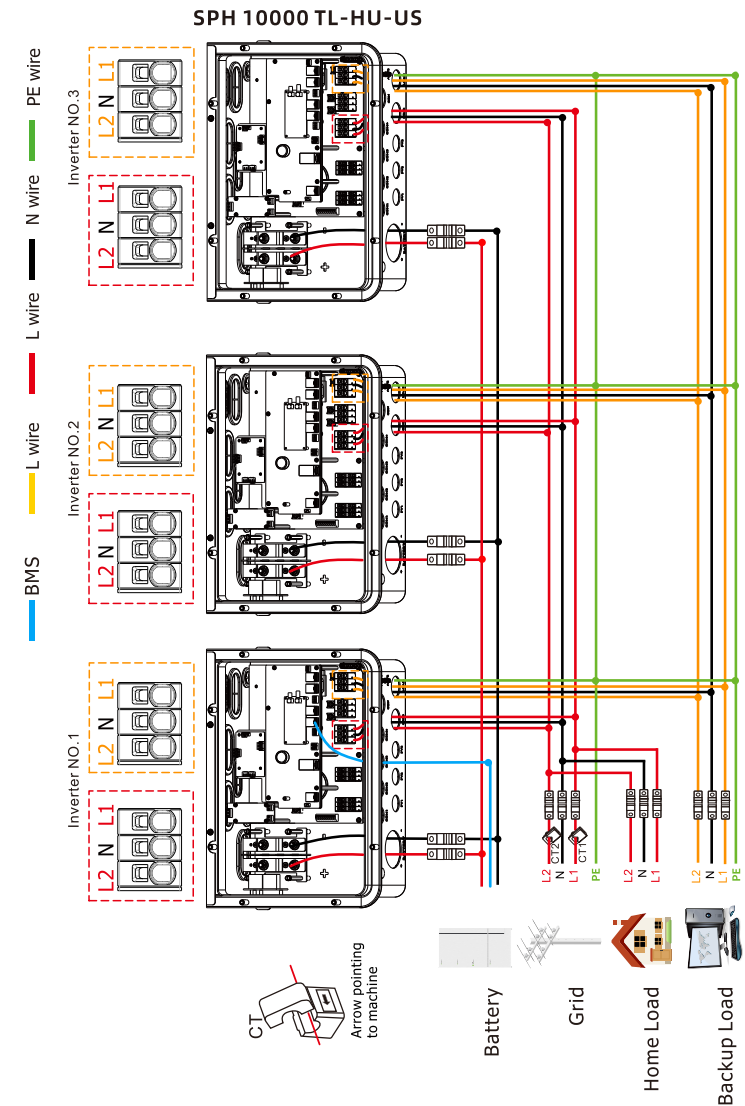 SPH 10000 TL-HU-US
PE wire
N wire
L wire
L wire
BMS
Inverter NO.3
L1
N
L2
L1
N
L2
Inverter NO.2
L1
N
L2
L1
N
L2
Inverter NO.1
L1
N
L2
L1
N
L2
CT2
CT1
L2
N
L1
PE
L2
N
L1
L2
N
L1
PE
CT
Arrow pointing
to machine
Battery
Grid
Home Load
Backup Load